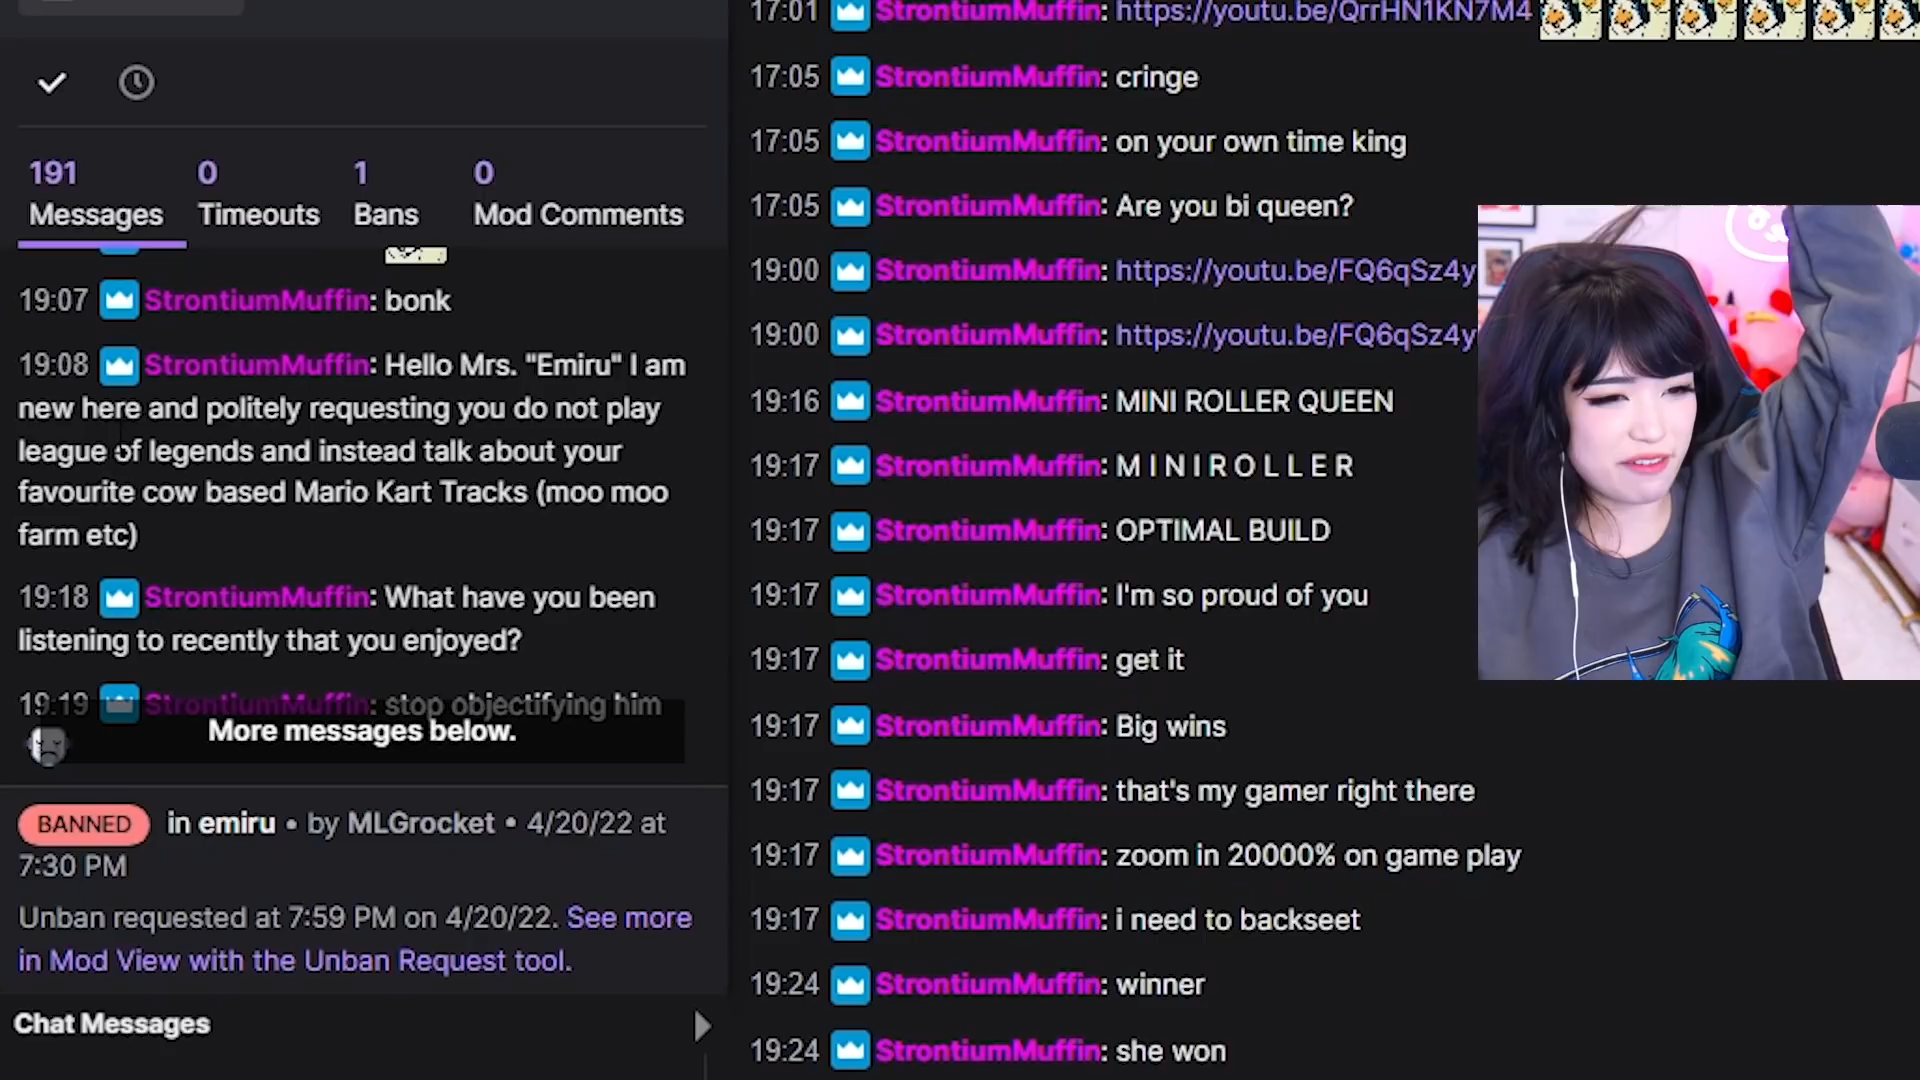 191
Messages
0
Timeouts
1
Bans
0
Mod Comments
19:07 StrontiumMuffin: bonk
19:08 StrontiumMuffin: Hello Mrs. "Emiru" I am
new here and politely requesting you do not play
league of legends and instead talk about your
favourite cow based Mario Kart Tracks (moo moo
farm etc)
19:18 StrontiumMuffin: What have you been
listening to recently that you enjoyed?
19:19 StrontiumMuffin: stop objectifying him
More messages below.
BANNED in emiru • by MLGrocket • 4/20/22 at
7:30 PM
Unban requested at 7:59 PM on 4/20/22. See more
in Mod View with the Unban Request tool.
Chat Messages
17:01 StrontiumMuffin: https://youtu.be/QrrHN1KN7M4
17:05 StrontiumMuffin: cringe
17:05 StrontiumMuffin: on your own time king
17:05 StrontiumMuffin: Are you bi queen?
19:00 StrontiumMuffin: https://youtu.be/FQ6qSz4y
19:00 StrontiumMuffin: https://youtu.be/FQ6qSz4y
19:16 StrontiumMuffin: MINI ROLLER QUEEN
19:17 StrontiumMuffin: M I N I R O L L E R
19:17 StrontiumMuffin: OPTIMAL BUILD
19:17 StrontiumMuffin: I'm so proud of you
19:17 StrontiumMuffin: get it
19:17 StrontiumMuffin: Big wins
19:17 StrontiumMuffin: that's my gamer right there
19:17 StrontiumMuffin: zoom in 20000% on game play
19:17 StrontiumMuffin: i need to backseet
19:24 StrontiumMuffin: winner
19:24 StrontiumMuffin: she won